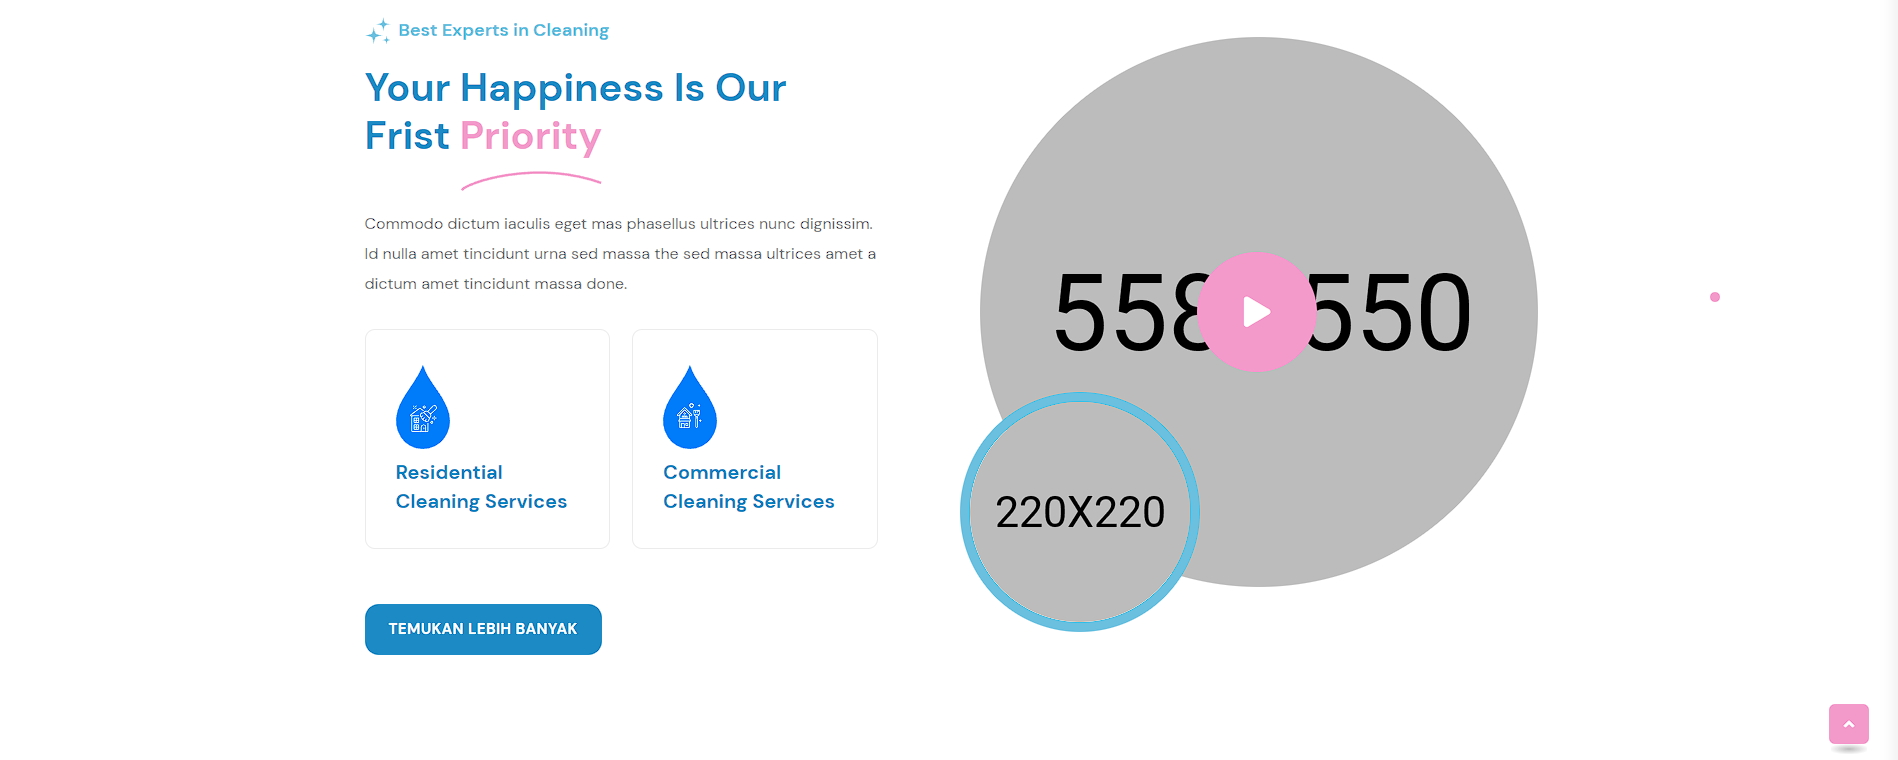 Best Experts in Cleaning
Your Happiness Is Our
Frist Priority
Commodo dictum iaculis eget mas phasellus ultrices nunc dignissim.
Id nulla amet tincidunt urna sed massa the sed massa ultrices amet a
dictum amet tincidunt massa done.
Residential
Cleaning Services
Commercial
Cleaning Services
TEMUKAN LEBIH BANYAK
558 550
220X220